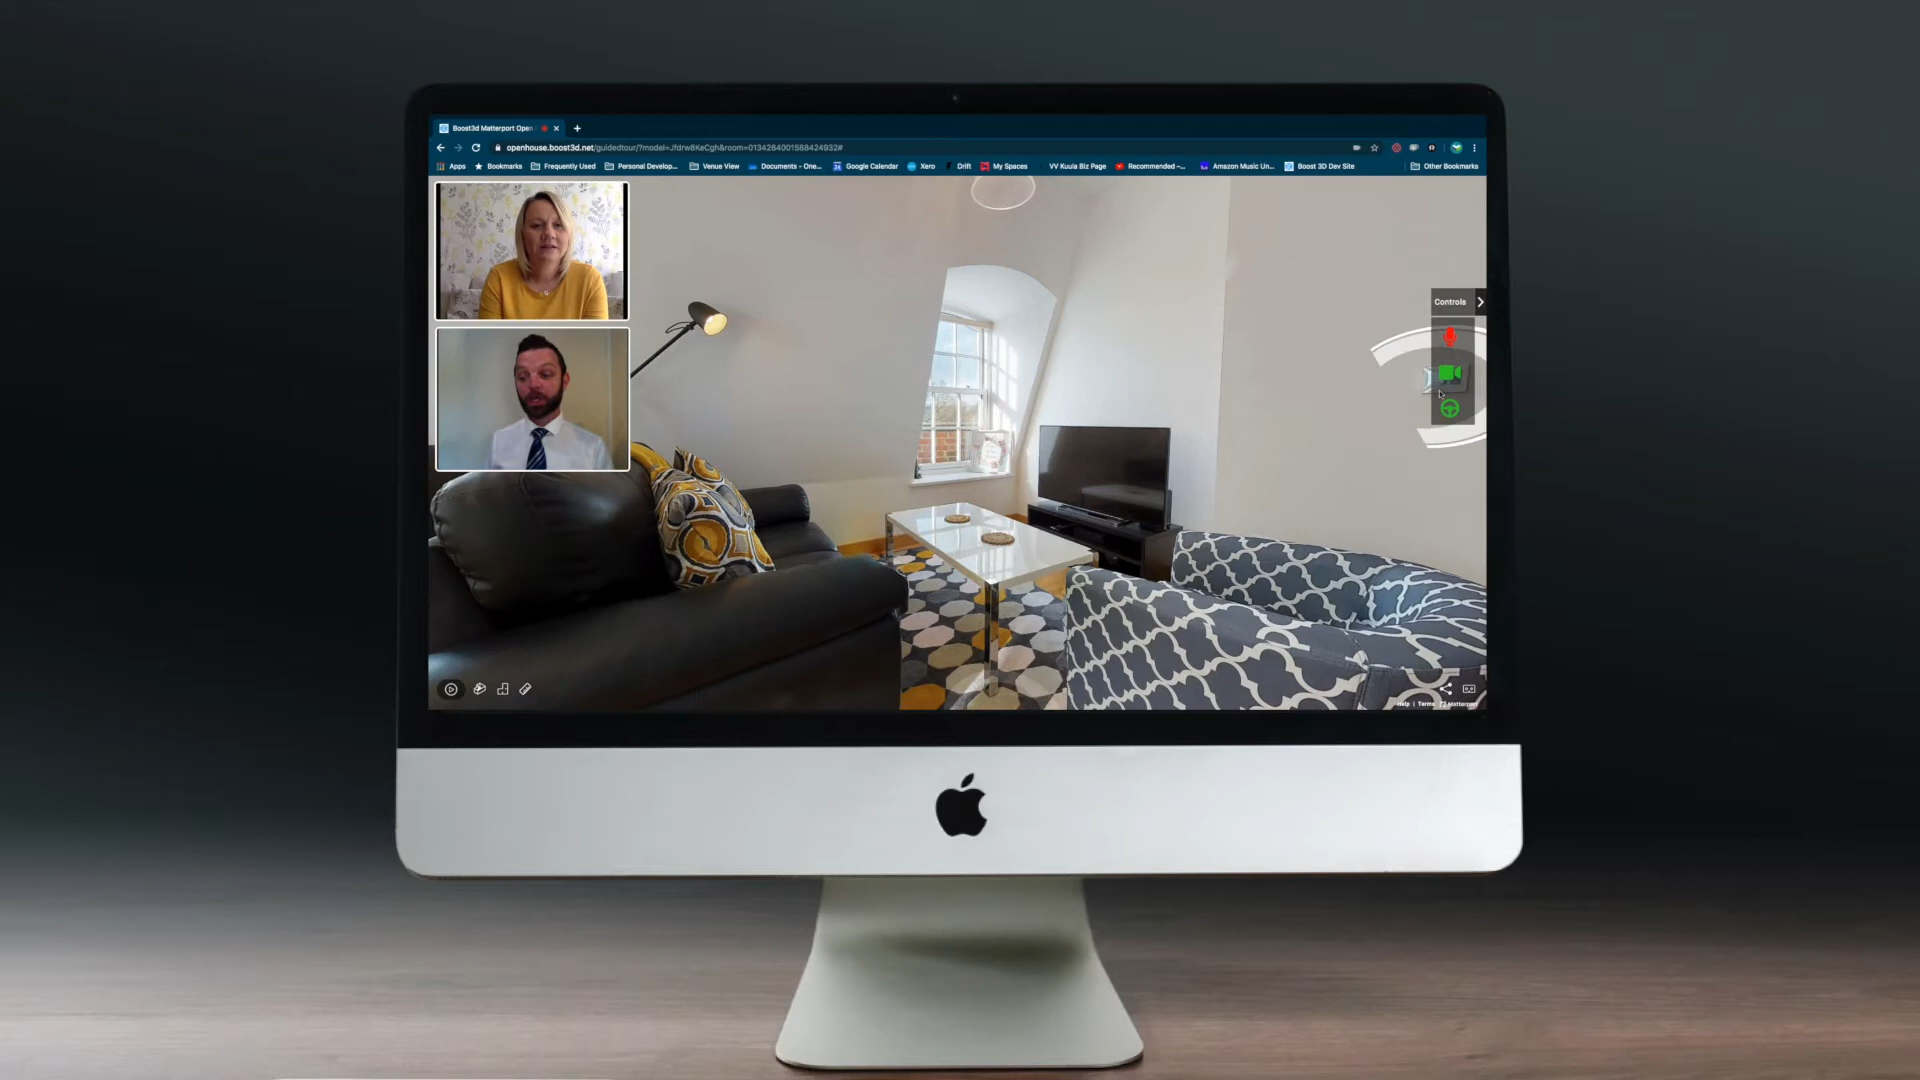 Boost3d Matterport Open
openhouse.boost3d.net/guidedtour/?model=Jfdrw8KeCgh&room=0134264001588424932#
Apps Bookmarks Frequently Used Personal Develop... Venue View Documents – One... Google Calendar Xero Drift My Spaces VV Kuula Biz Page Recommended –... Amazon Music Un... Boost 3D Dev Site Other Bookmarks
Controls
Help | Terms Matterport